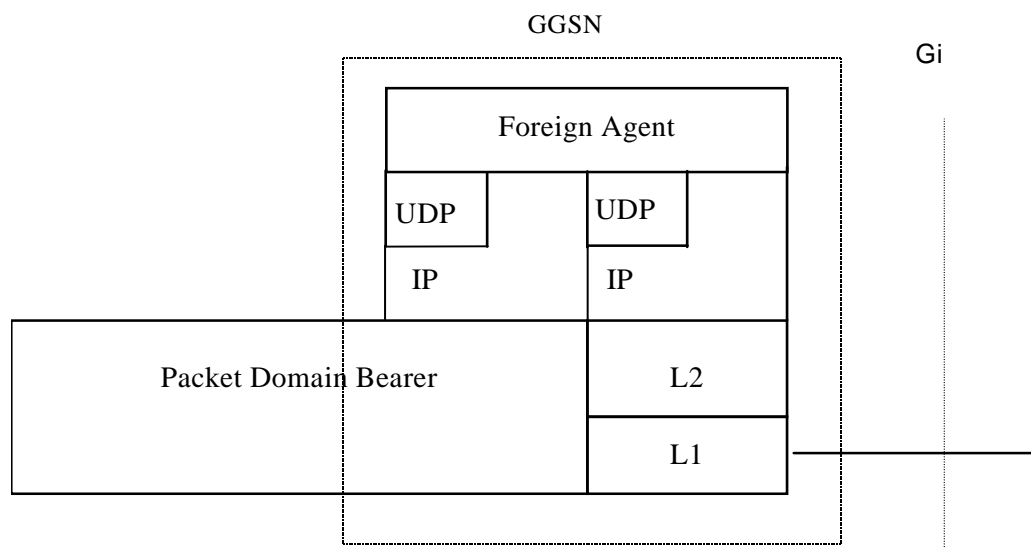 GGSN
Gi
Foreign Agent
UDP
UDP
IP
IP
Packet Domain Bearer
L2
L1